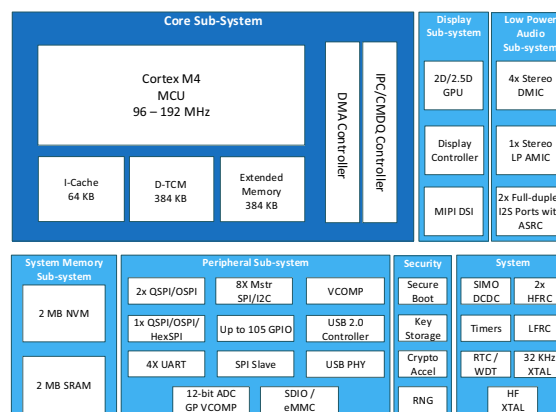 Core Sub-System
Cortex M4
MCU
96 – 192 MHz
I-Cache
64 KB
D-TCM
384 KB
Extended
Memory
384 KB
DMA Controller
IPC/CMDQ Controller
Display
Sub-system
2D/2.5D
GPU
Display
Controller
MIPI DSI
Low Power
Audio
Sub-system
4x Stereo
DMIC
1x Stereo
LP AMIC
2x Full-duple
I2S Ports wit
ASRC
System Memory
Sub-system
2 MB NVM
2 MB SRAM
Peripheral Sub-system
2x QSPI/OSPI
8X Mstr
SPI/I2C
VCOMP
1x QSPI/OSPI/
HexSPI
Up to 105 GPIO
USB 2.0
Controller
4X UART
SPI Slave
USB PHY
12-bit ADC
GP VCOMP
SDIO /
eMMC
Security
Secure
Boot
Key
Storage
Crypto
Accel
RNG
System
SIMO
DCDC
2x
HFRC
Timers
LFRC
RTC /
WDT
32 KHz
XTAL
HF
XTAL